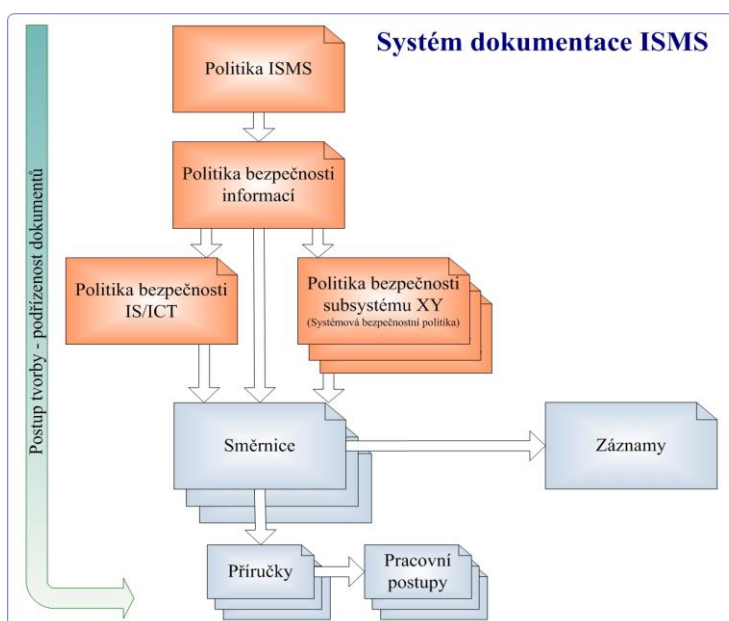 Systém dokumentace ISMS
Politika ISMS
Politika bezpečnosti
informací
Politika bezpečnosti
IS/ICT
Politika bezpečnosti
subsystému XY
(Systémová bezpečnostní politika)
Směrnice
Záznamy
Příručky
Pracovní
postupy
Postup tvorby - podřízenost dokumentů